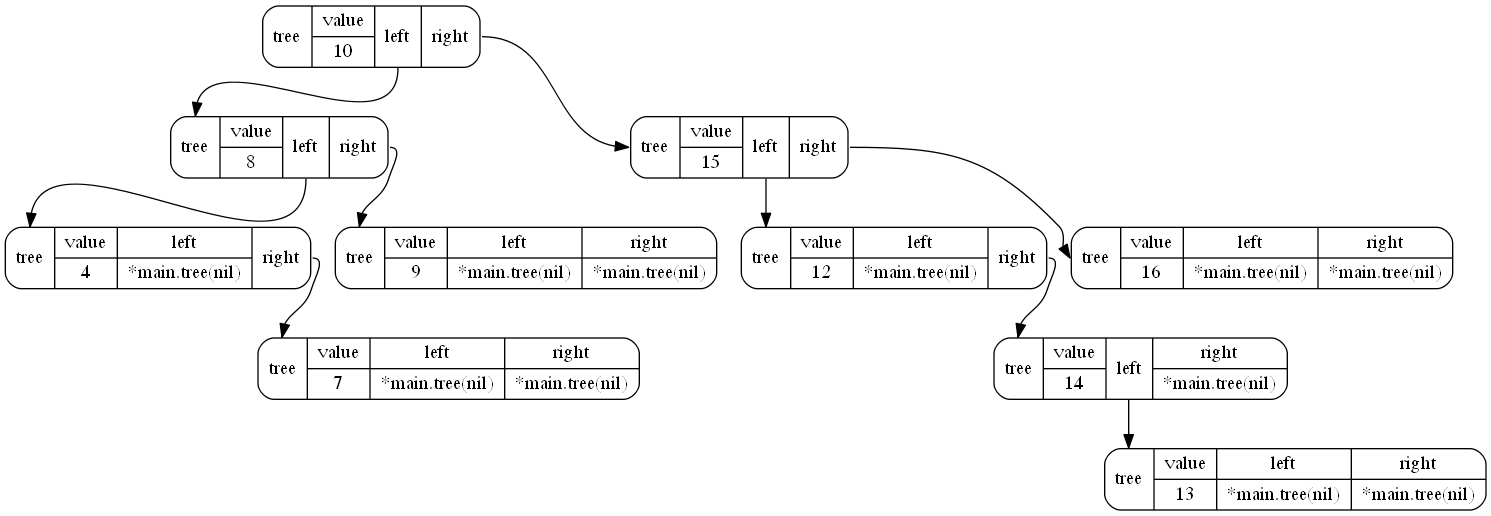 tree value 10 left right
tree value 8 left right
tree value 15 left right
tree value 4 left *main.tree(nil) right
tree value 9 left *main.tree(nil) right *main.tree(nil)
tree value 12 left *main.tree(nil) right
tree value 16 left *main.tree(nil) right *main.tree(nil)
tree value 7 left *main.tree(nil) right *main.tree(nil)
tree value 14 left right *main.tree(nil)
tree value 13 left *main.tree(nil) right *main.tree(nil)